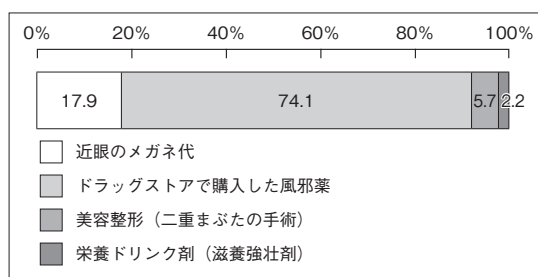 0% 20% 40% 60% 80% 100%
17.9 74.1 5.7 2.2
近眼のメガネ代
ドラッグストアで購入した風邪薬
美容整形（二重まぶたの手術）
栄養ドリンク剤（滋養強壮剤）